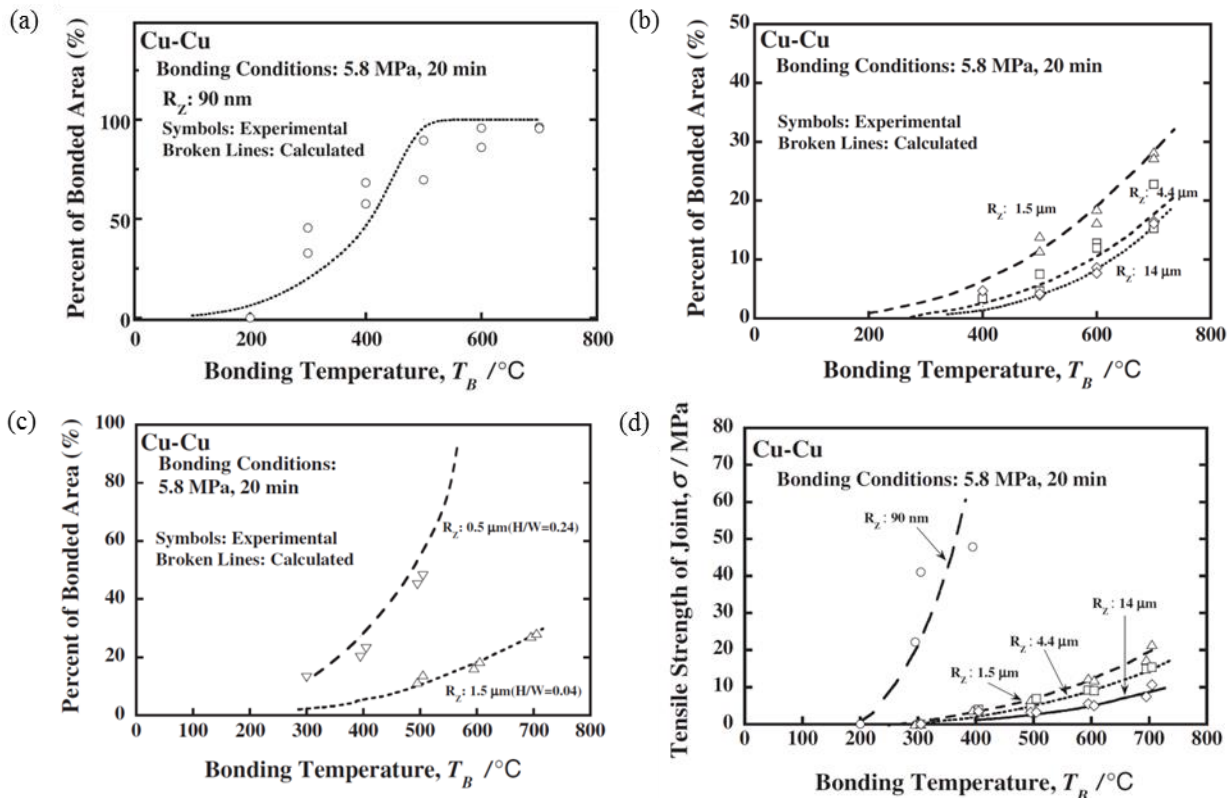 (a)
Cu-Cu
Bonding Conditions: 5.8 MPa, 20 min
R_Z: 90 nm
Symbols: Experimental
Broken Lines: Calculated
Percent of Bonded Area (%)
100
50
0
0 200 400 600 800
Bonding Temperature, T_B /°C
(b)
Cu-Cu
Bonding Conditions: 5.8 MPa, 20 min
Symbols: Experimental
Broken Lines: Calculated
R_Z: 1.5 μm
R_Z: 4.4 μm
R_Z: 14 μm
Percent of Bonded Area (%)
50
40
30
20
10
0
0 200 400 600 800
Bonding Temperature, T_B /°C
(c)
Cu-Cu
Bonding Conditions:
5.8 MPa, 20 min
Symbols: Experimental
Broken Lines: Calculated
R_Z: 0.5 μm(H/W=0.24)
R_Z: 1.5 μm(H/W=0.04)
Percent of Bonded Area (%)
100
80
60
40
20
0
0 100 200 300 400 500 600 700 800
Bonding Temperature, T_B /°C
(d)
Cu-Cu
Bonding Conditions: 5.8 MPa, 20 min
R_Z: 90 nm
R_Z: 14 μm
R_Z: 4.4 μm
R_Z: 1.5 μm
Tensile Strength of Joint, σ / MPa
80
70
60
50
40
30
20
10
0
0 100 200 300 400 500 600 700 800
Bonding Temperature, T_B /°C